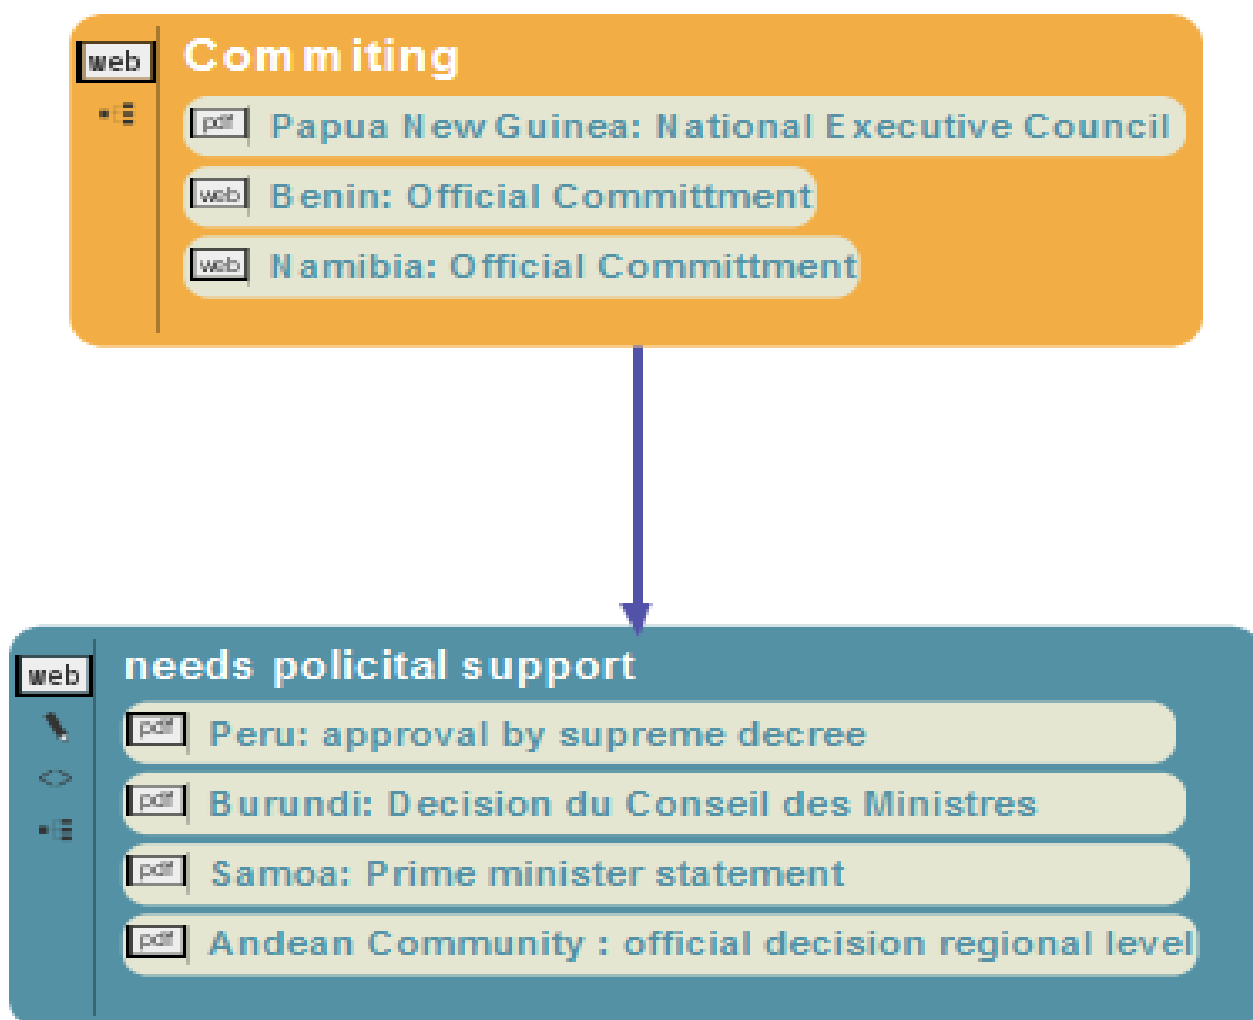 web Commiting
pdf Papua New Guinea: National Executive Council
web Benin: Official Committment
web Namibia: Official Committment
web needs policital support
pdf Peru: approval by supreme decree
pdf Burundi: Decision du Conseil des Ministres
pdf Samoa: Prime minister statement
pdf Andean Community : official decision regional level